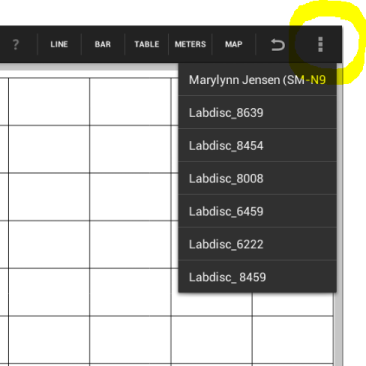 ? LINE BAR TABLE METERS MAP
Marylynn Jensen (SM-N9
Labdisc_8639
Labdisc_8454
Labdisc_8008
Labdisc_6459
Labdisc_6222
Labdisc_ 8459